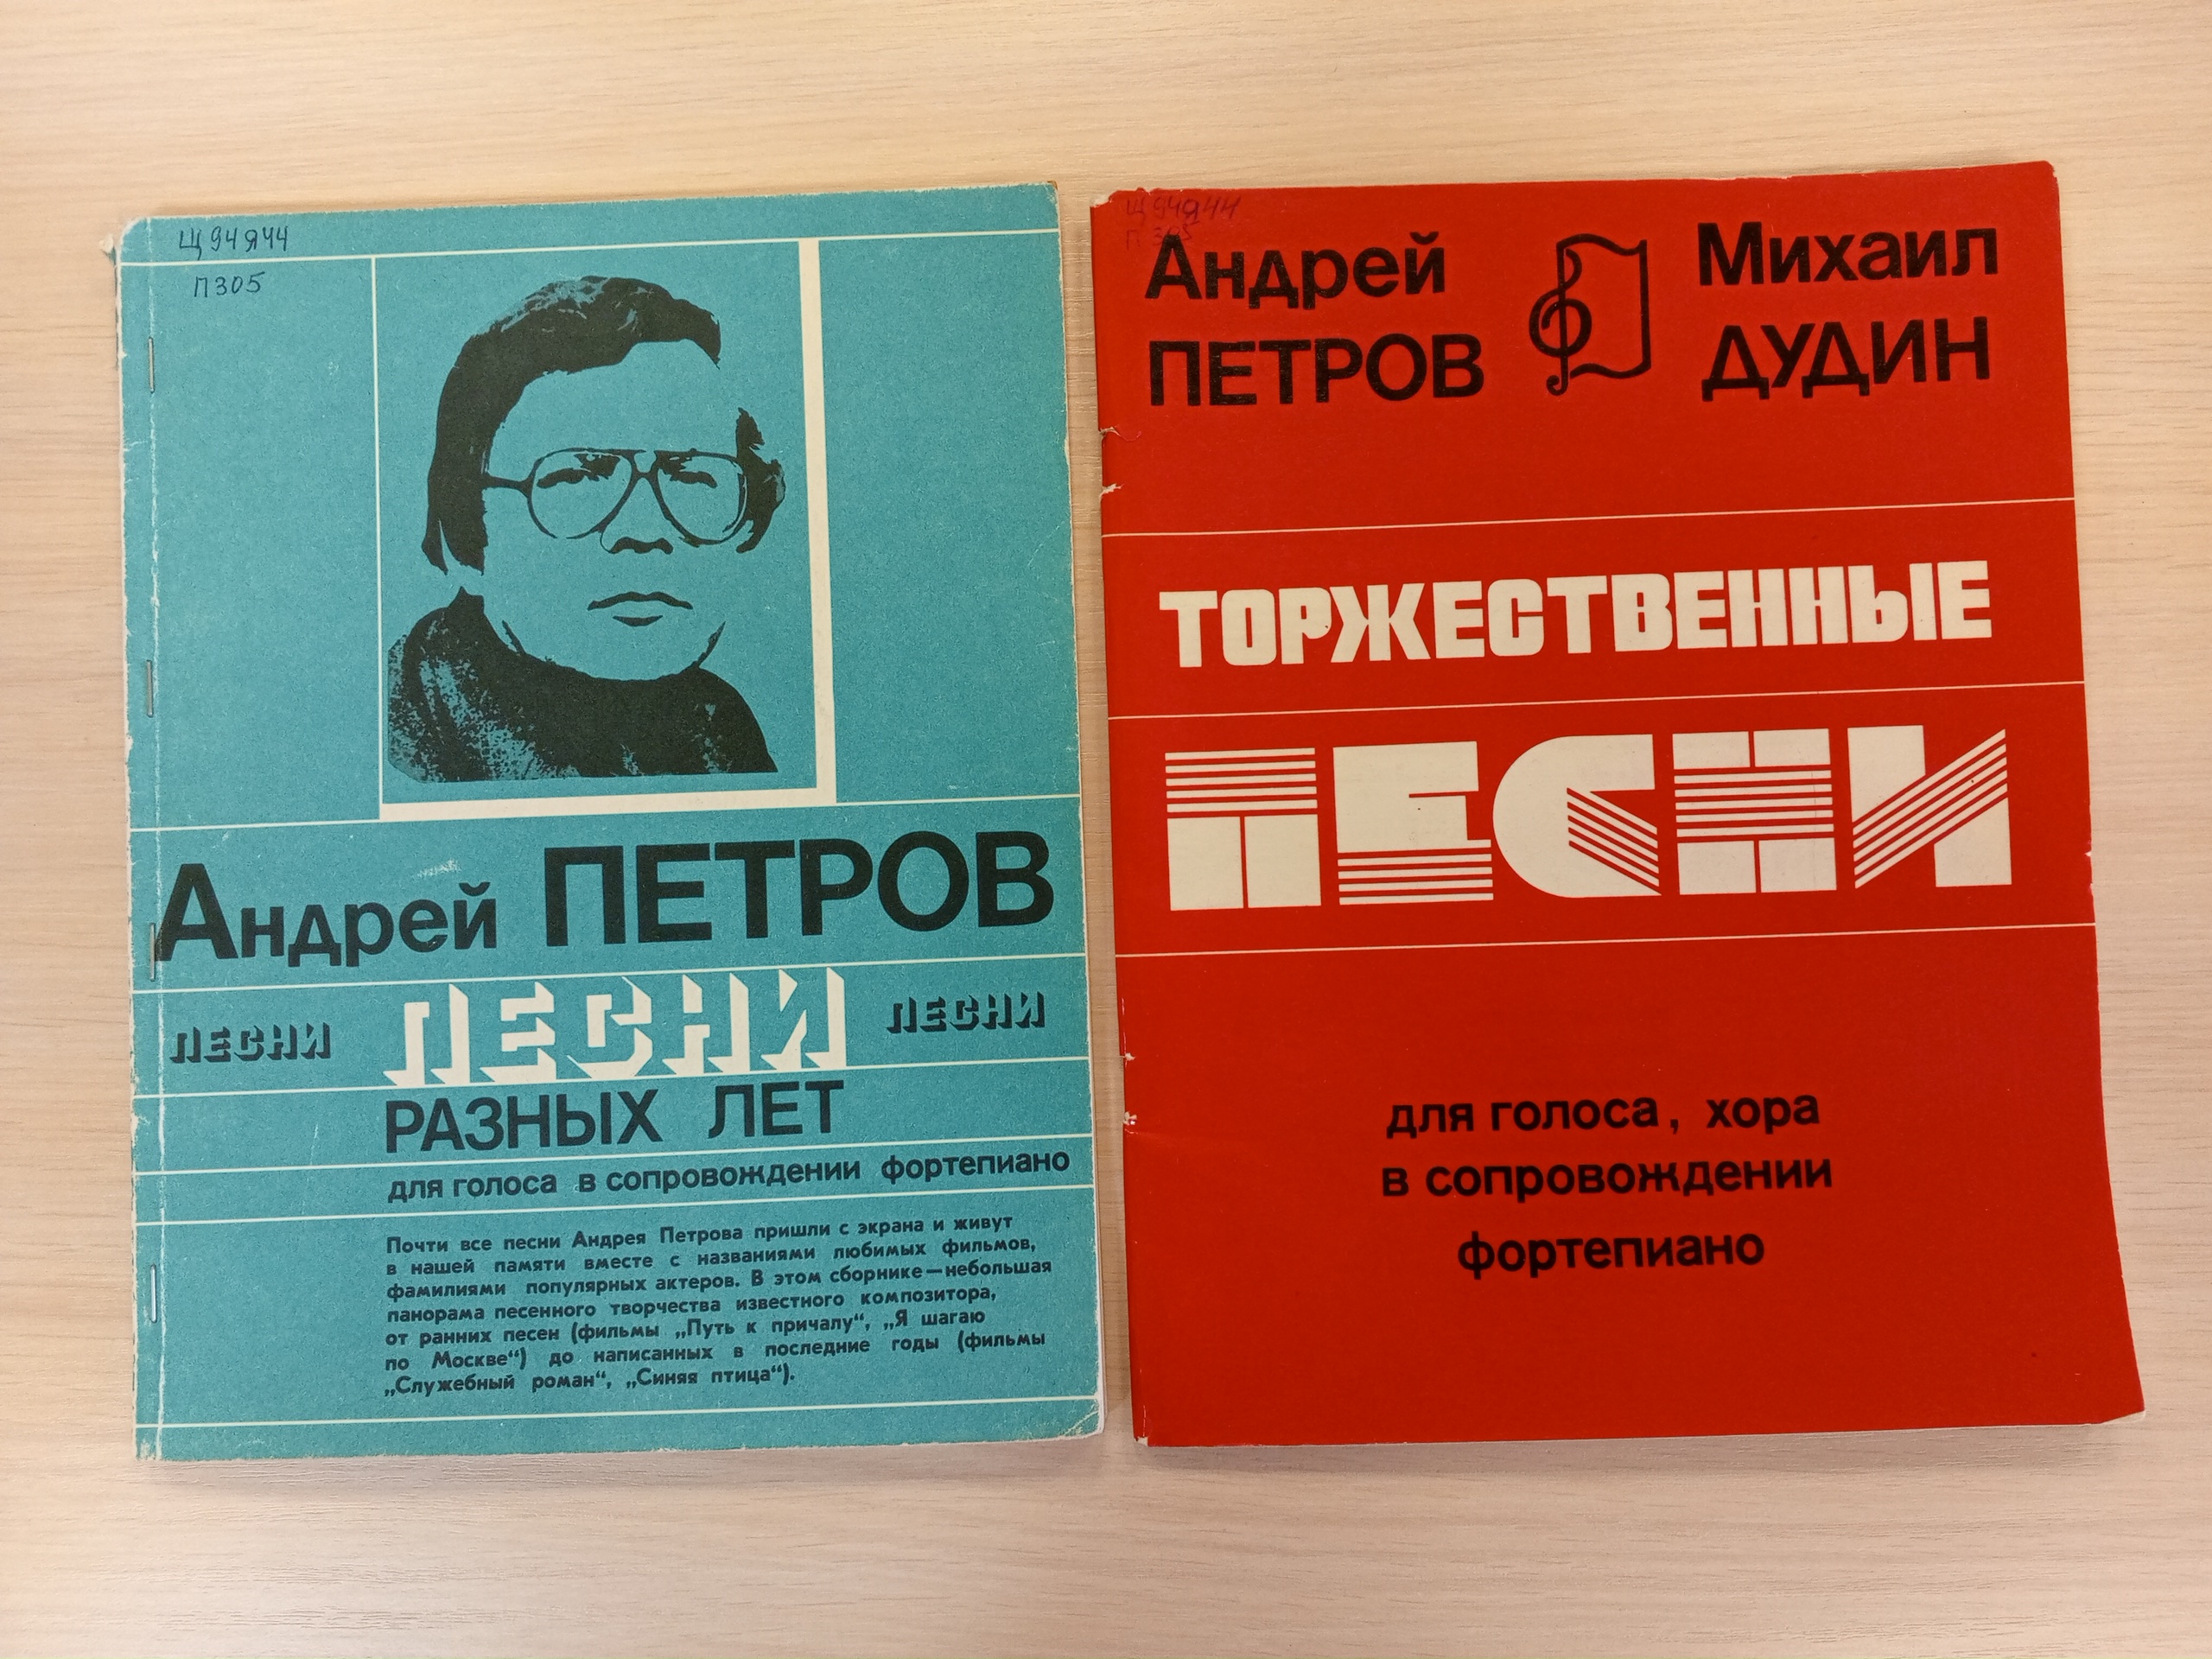 Щ94Я44
П305
Андрей ПЕТРОВ
ПЕСНИ ПЕСНИ ПЕСНИ
РАЗНЫХ ЛЕТ
для голоса в сопровождении фортепиано
Почти все песни Андрея Петрова пришли с экрана и живут
в нашей памяти вместе с названиями любимых фильмов,
фамилиями популярных актеров. В этом сборнике—небольшая
панорама песенного творчества известного композитора,
от ранних песен (фильмы „Путь к причалу“, „Я шагаю
по Москве“) до написанных в последние годы (фильмы
„Служебный роман“, „Синяя птица“).
Щ94Я44
П305
Андрей
ПЕТРОВ
Михаил
ДУДИН
ТОРЖЕСТВЕННЫЕ
ПЕСНИ
для голоса, хора
в сопровождении
фортепиано